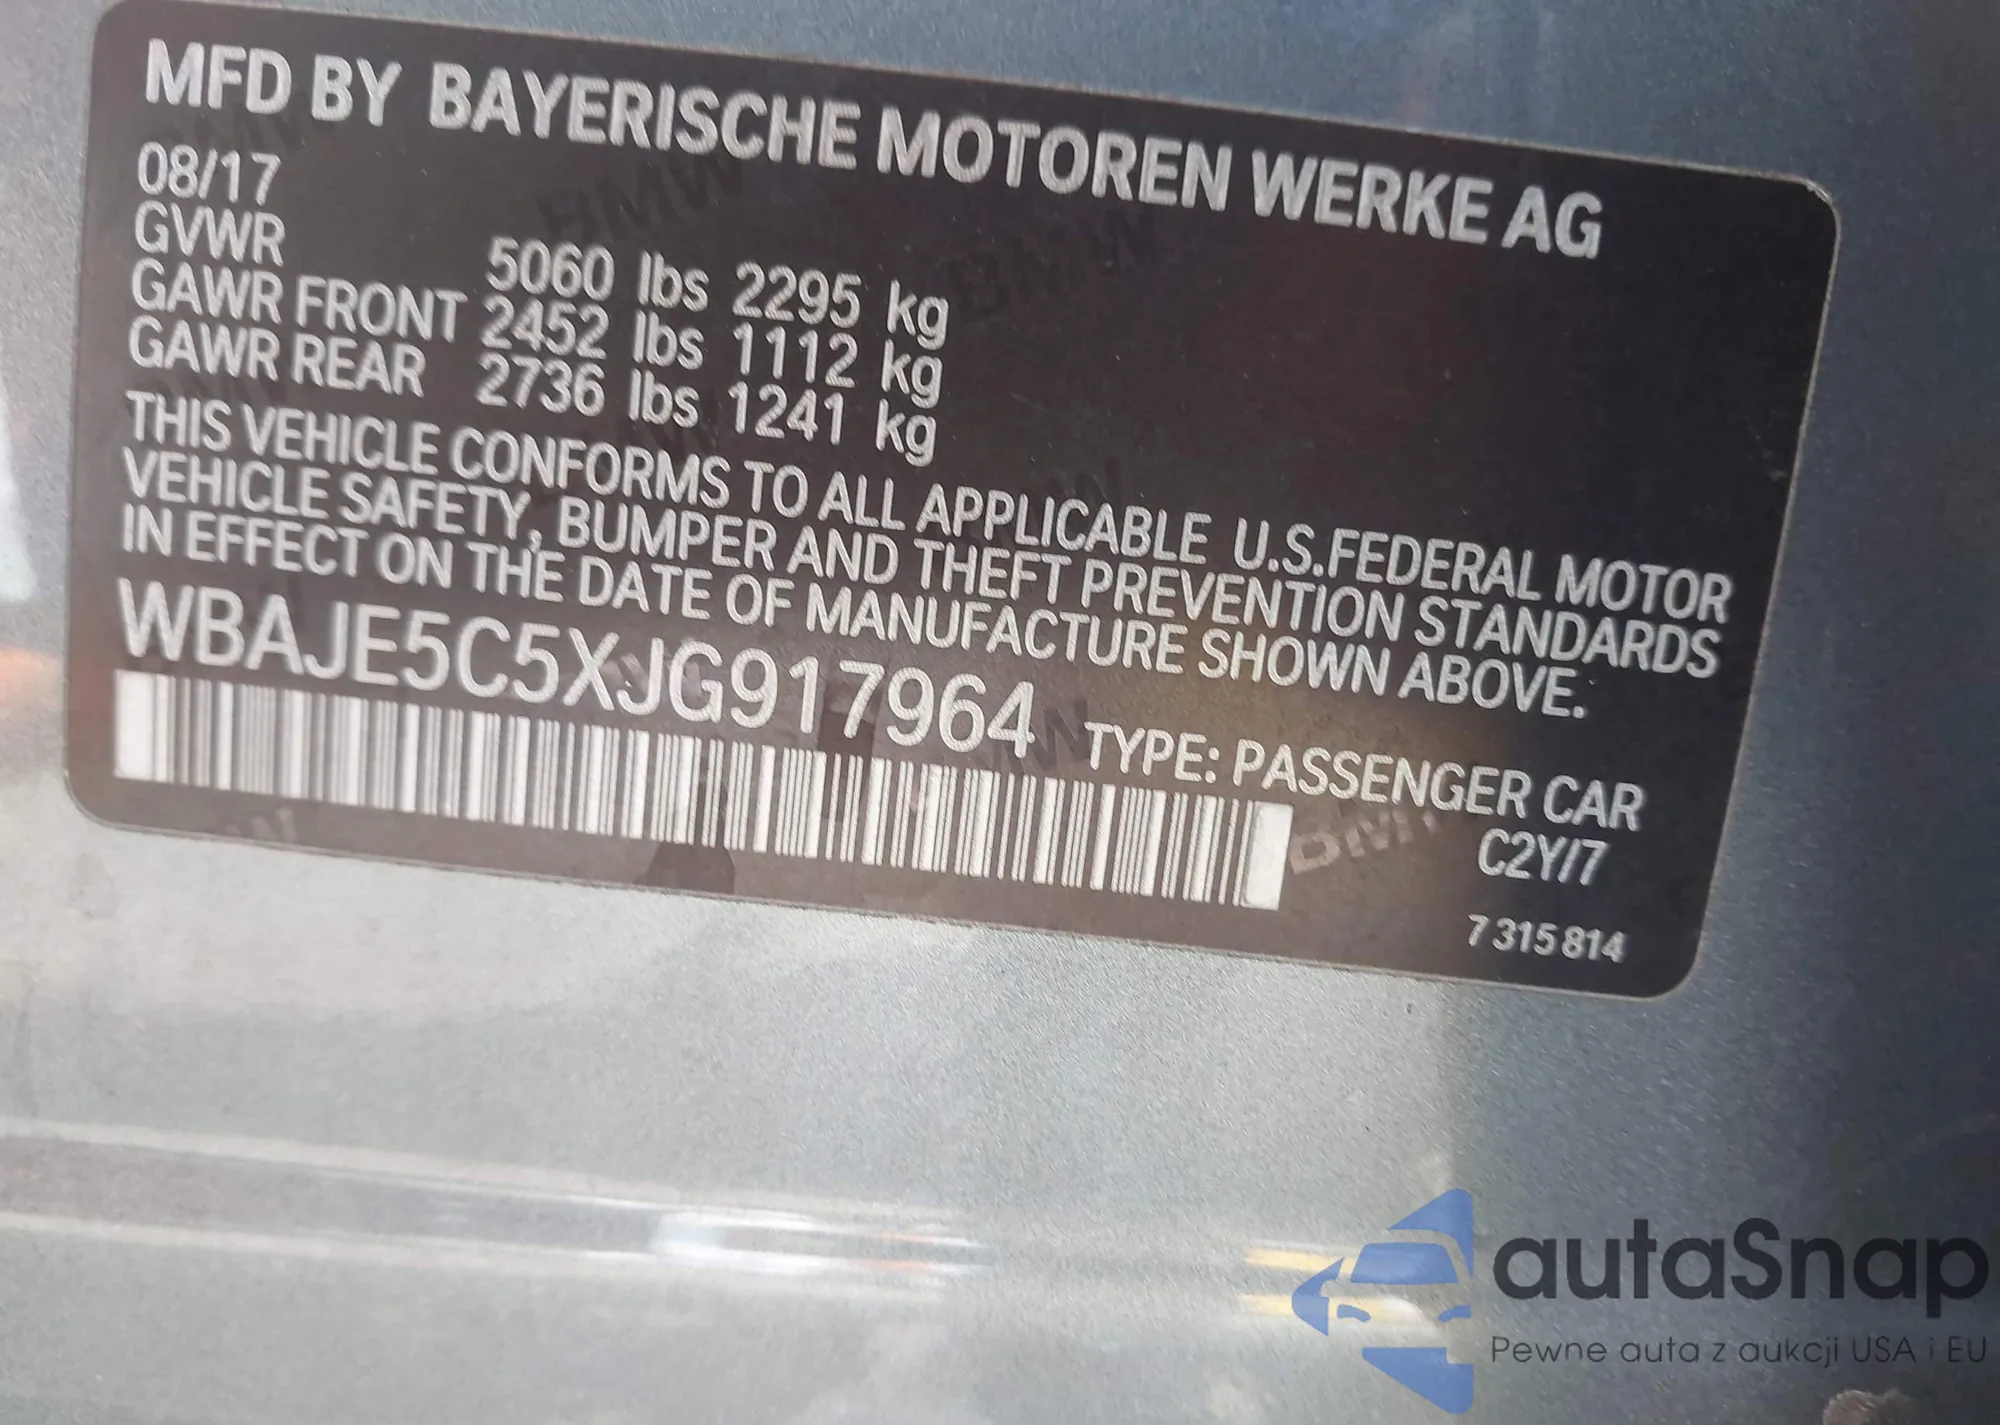 MFD BY BAYERISCHE MOTOREN WERKE AG
08/17
GVWR 5060 lbs 2295 kg
GAWR FRONT 2452 lbs 1112 kg
GAWR REAR 2736 lbs 1241 kg
THIS VEHICLE CONFORMS TO ALL APPLICABLE U.S.FEDERAL MOTOR
VEHICLE SAFETY, BUMPER AND THEFT PREVENTION STANDARDS
IN EFFECT ON THE DATE OF MANUFACTURE SHOWN ABOVE.
WBAJE5C5XJG917964 TYPE: PASSENGER CAR
C2Y/7
7 315 814
autaSnap
Pewne auta z aukcji USA i EU